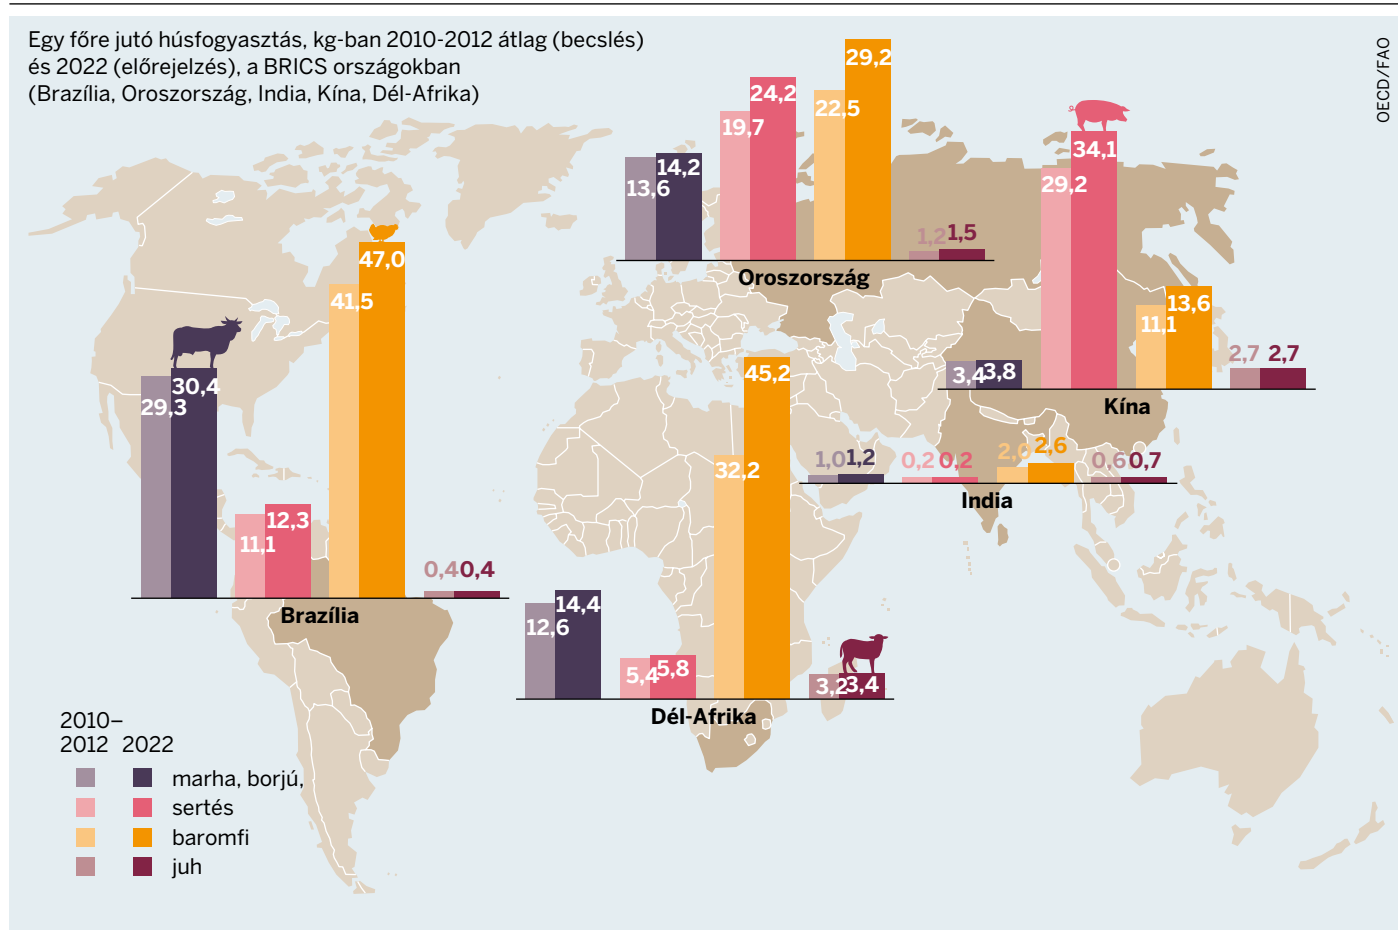 Egy főre jutó húsfogyasztás, kg-ban 2010-2012 átlag (becslés)
és 2022 (előrejelzés), a BRICS országokban
(Brazília, Oroszország, India, Kína, Dél-Afrika)
OECD/FAO
13,6 14,2 19,7 24,2 22,5 29,2 1,2 1,5
Oroszország
29,2 34,1 3,4 3,8 11,1 13,6 2,7 2,7
Kína
29,3 30,4 11,1 12,3 41,5 47,0 0,4 0,4
Brazília
1,0 1,2 0,2 0,2 2,0 2,6 0,6 0,7
India
12,6 14,4 5,4 5,8 32,2 45,2 3,2 3,4
Dél-Afrika
2010–
2012 2022
marha, borjú,
sertés
baromfi
juh